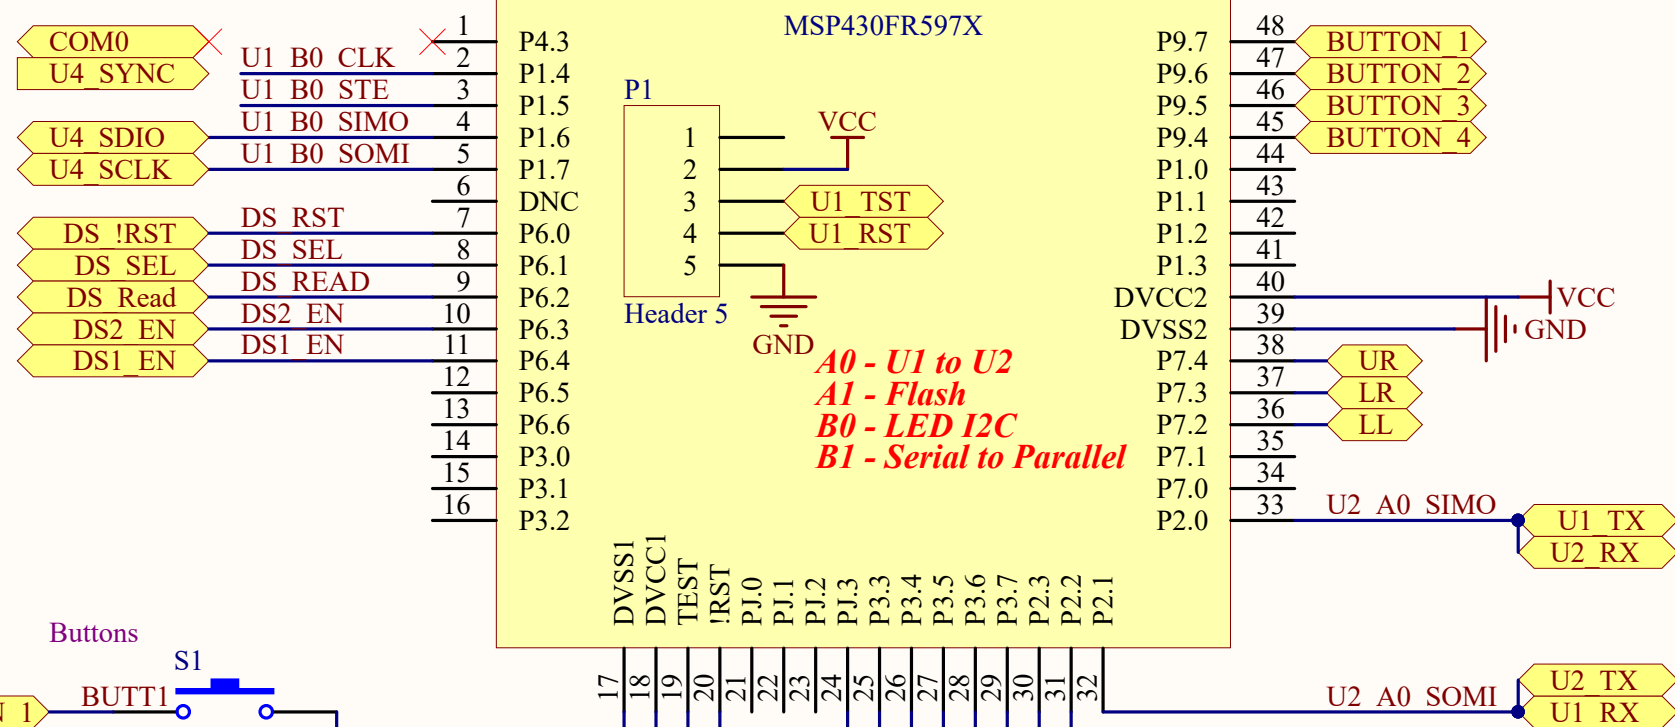 MSP430FR597X
COM0
U4_SYNC
U4_SDIO
U4_SCLK
DS_!RST
DS_SEL
DS_Read
DS2_EN
DS1_EN
U1_B0_CLK
U1_B0_STE
U1_B0_SIMO
U1_B0_SOMI
DS_RST
DS_SEL
DS_READ
DS2_EN
DS1_EN
1 P4.3
2 P1.4
3 P1.5
4 P1.6
5 P1.7
6 DNC
7 P6.0
8 P6.1
9 P6.2
10 P6.3
11 P6.4
12 P6.5
13 P6.6
14 P3.0
15 P3.1
16 P3.2
P1
1
2
3
4
5
Header 5
VCC
U1_TST
U1_RST
GND
A0 - U1 to U2
A1 - Flash
B0 - LED I2C
B1 - Serial to Parallel
P9.7 48 BUTTON_1
P9.6 47 BUTTON_2
P9.5 46 BUTTON_3
P9.4 45 BUTTON_4
P1.0 44
P1.1 43
P1.2 42
P1.3 41
DVCC2 40 VCC
DVSS2 39 GND
P7.4 38 UR
P7.3 37 LR
P7.2 36 LL
P7.1 35
P7.0 34
P2.0 33 U2_A0_SIMO
U1_TX
U2_RX
DVSS1 17
DVCC1 18
TEST 19
!RST 20
PJ.0 21
PJ.1 22
PJ.2 23
PJ.3 24
P3.3 25
P3.4 26
P3.5 27
P3.6 28
P3.7 29
P2.3 30
P2.2 31
P2.1 32
U2_A0_SOMI
U2_TX
U1_RX
Buttons
S1
BUTT1
N_1